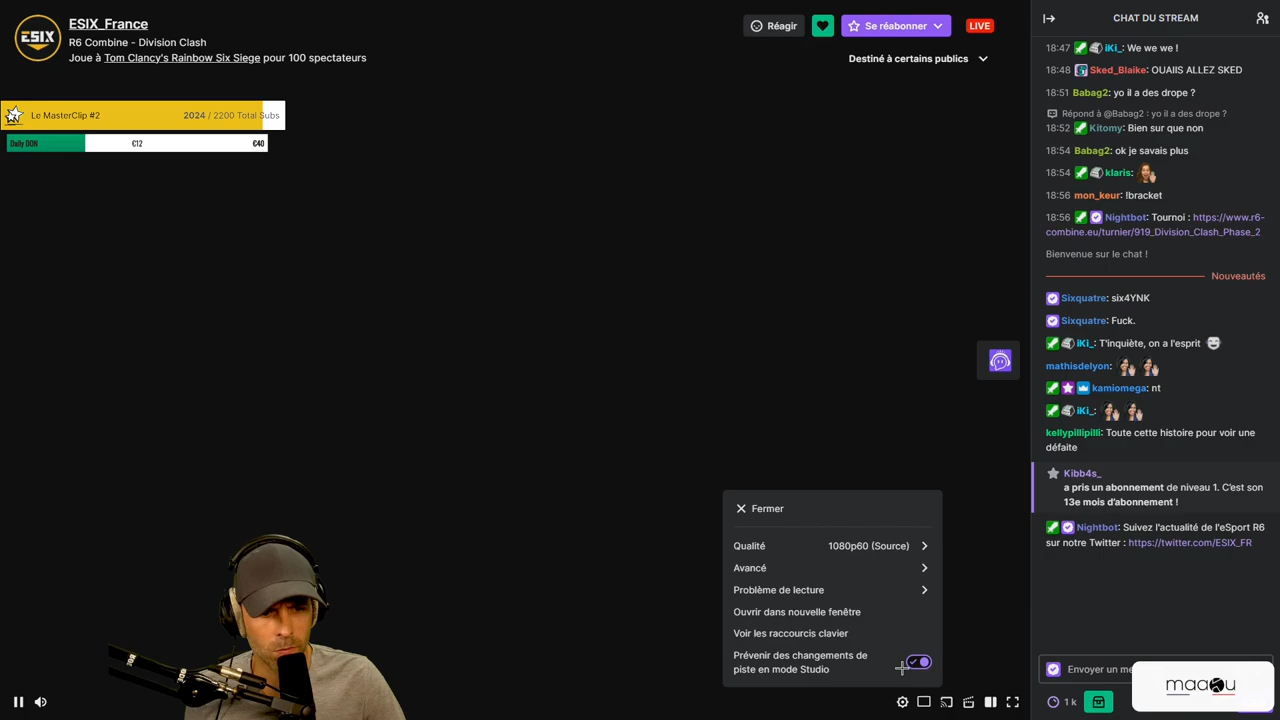 ESIX
ESIX_France
R6 Combine - Division Clash
Joue à Tom Clancy's Rainbow Six Siege pour 100 spectateurs
Réagir
Se réabonner
LIVE
Destiné à certains publics
Le MasterClip #2
2024 / 2200 Total Subs
Daily DON
€12
€40
Fermer
Qualité
1080p60 (Source)
Avancé
Problème de lecture
Ouvrir dans nouvelle fenêtre
Voir les raccourcis clavier
Prévenir des changements de
piste en mode Studio
CHAT DU STREAM
18:47 iKi_: We we we !
18:48 Sked_Blaike: OUAIIS ALLEZ SKED
18:51 Babag2: yo il a des drope ?
Répond à @Babag2 : yo il a des drope ?
18:52 Kitomy: Bien sur que non
18:54 Babag2: ok je savais plus
18:54 klaris:
18:56 mon_keur: !bracket
18:56 Nightbot: Tournoi : https://www.r6-
combine.eu/turnier/919_Division_Clash_Phase_2
Bienvenue sur le chat !
Nouveautés
Sixquatre: six4YNK
Sixquatre: Fuck.
iKi_: T'inquiète, on a l'esprit
mathisdelyon:
kamiomega: nt
iKi_:
kellypillipilli: Toute cette histoire pour voir une
défaite
Kibb4s_
a pris un abonnement de niveau 1. C'est son
13e mois d'abonnement !
Nightbot: Suivez l'actualité de l'eSport R6
sur notre Twitter : https://twitter.com/ESIX_FR
Envoyer un me
1 k
maaou